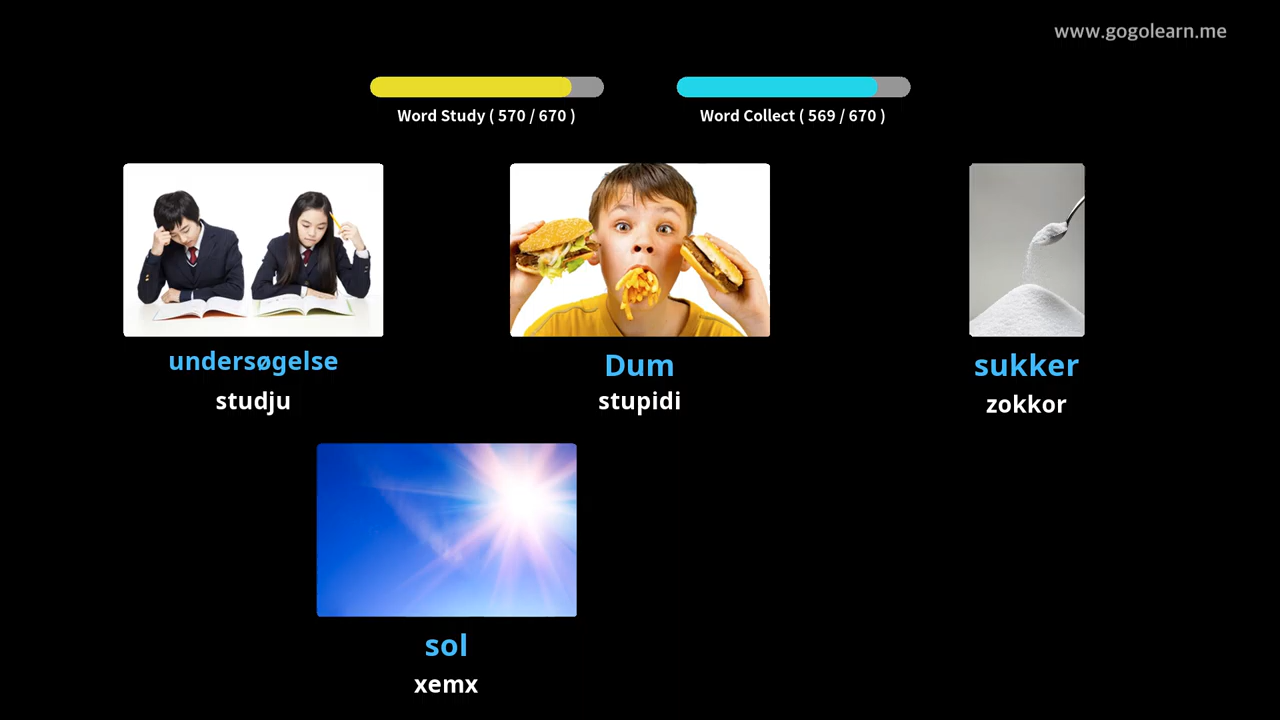 www.gogolearn.me
Word Study ( 570 / 670 )
Word Collect ( 569 / 670 )
undersøgelse
studju
Dum
stupidi
sukker
zokkor
sol
xemx